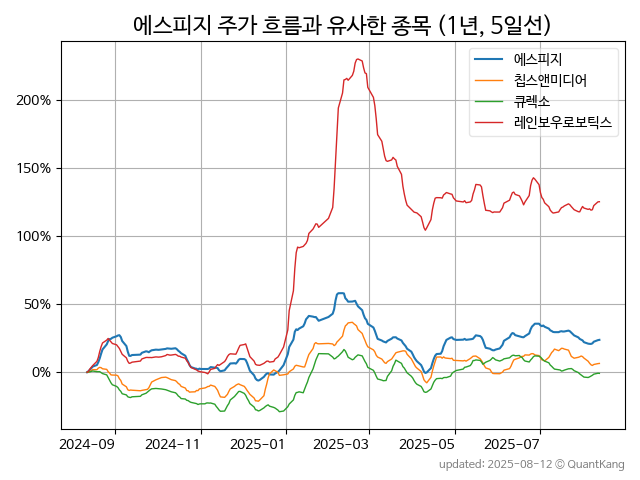 에스피지 주가 흐름과 유사한 종목 (1년, 5일선)
에스피지
칩스앤미디어
큐렉소
레인보우로보틱스
200%
150%
100%
50%
0%
2024-09 2024-11 2025-01 2025-03 2025-05 2025-07
updated: 2025-08-12 © QuantKang